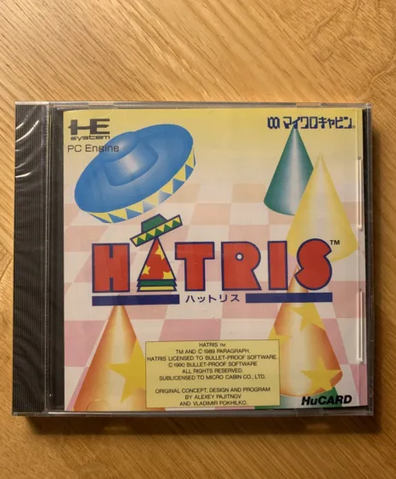 HE
system
PC Engine
マイクロキャビン®
HATRIS™
ハットリス
HATRIS ™
TM AND © 1989 PARAGRAPH.
HATRIS LICENSED TO BULLET-PROOF SOFTWARE.
© 1990 BULLET-PROOF SOFTWARE
ALL RIGHTS RESERVED.
SUBLICENSED TO MICRO CABIN CO., LTD.
ORIGINAL CONCEPT, DESIGN AND PROGRAM
BY ALEXEY PAJITNOV
AND VLADIMIR POKHILKO.
HuCARD